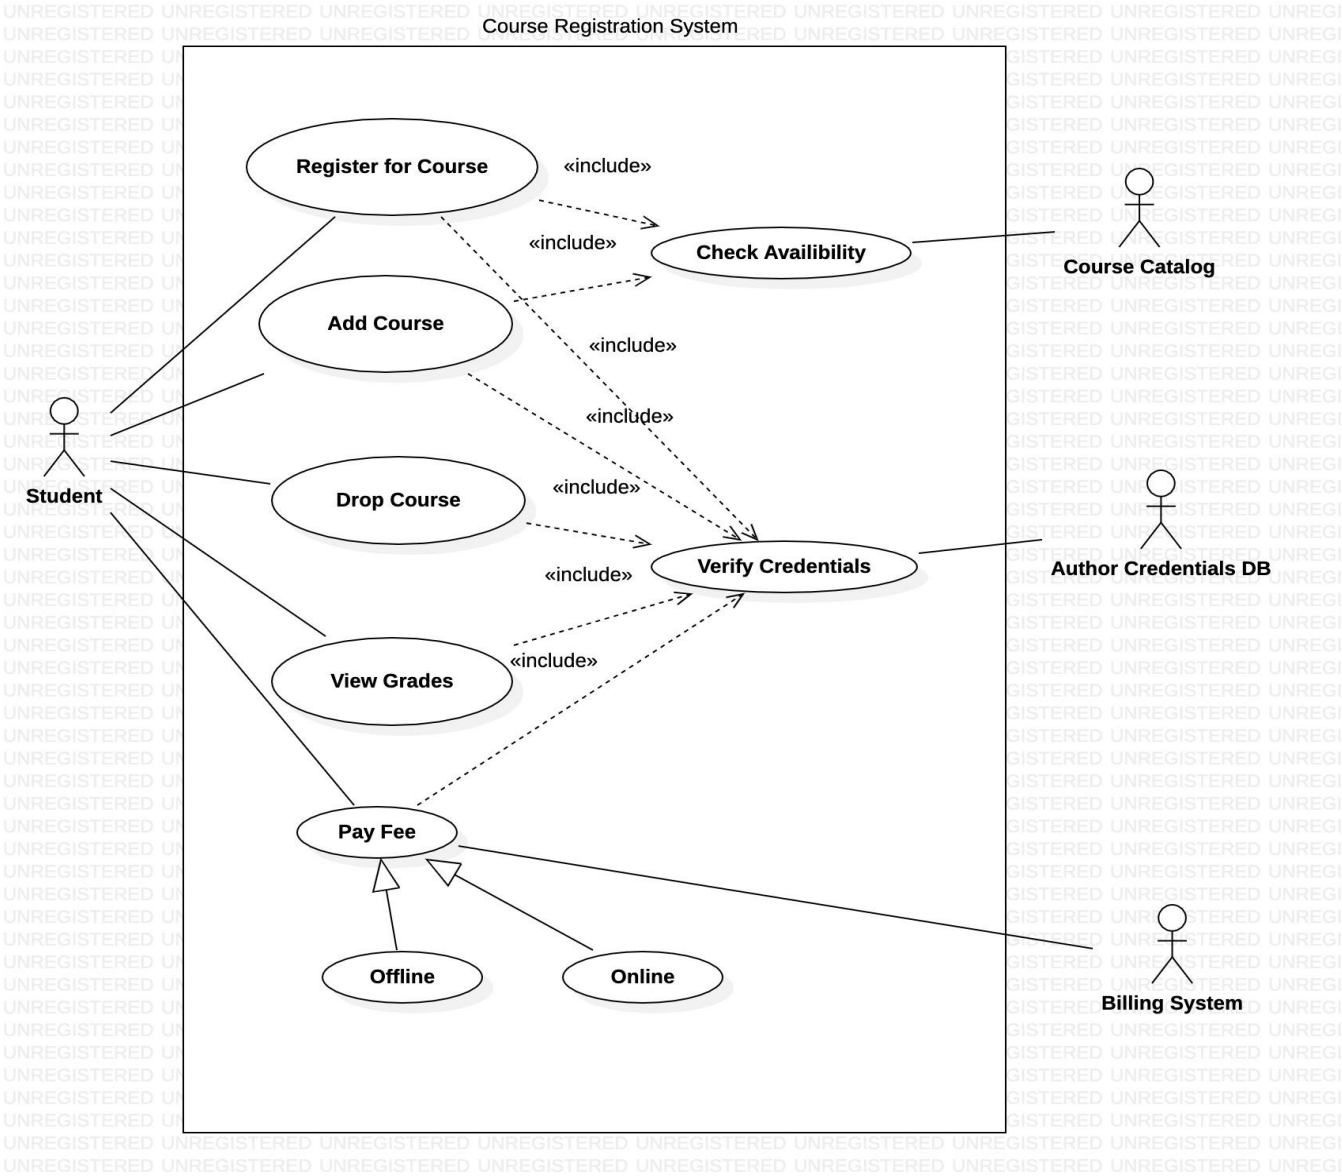 Course Registration System
Register for Course
«include»
«include»
Check Availibility
Course Catalog
Add Course
«include»
«include»
Student
Drop Course
«include»
Verify Credentials
Author Credentials DB
«include»
«include»
View Grades
Pay Fee
Offline
Online
Billing System
UNREGISTERED